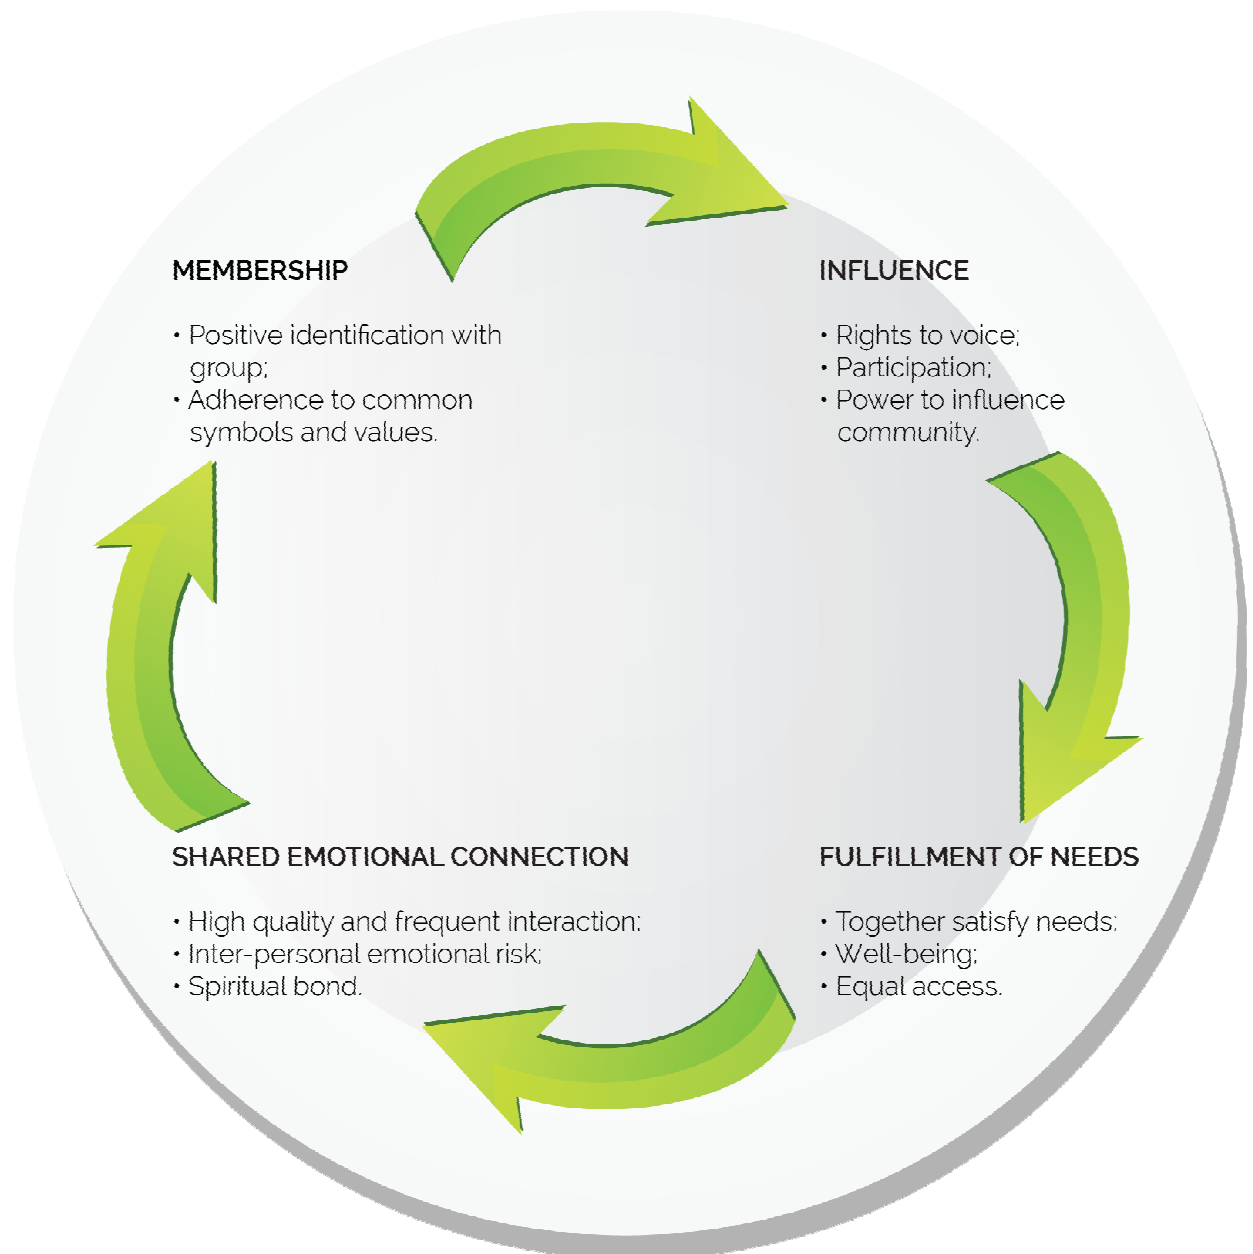 MEMBERSHIP
• Positive identification with
group;
• Adherence to common
symbols and values.
INFLUENCE
• Rights to voice;
• Participation;
• Power to influence
community.
SHARED EMOTIONAL CONNECTION
• High quality and frequent interaction;
• Inter-personal emotional risk;
• Spiritual bond.
FULFILLMENT OF NEEDS
• Together satisfy needs;
• Well-being;
• Equal access.